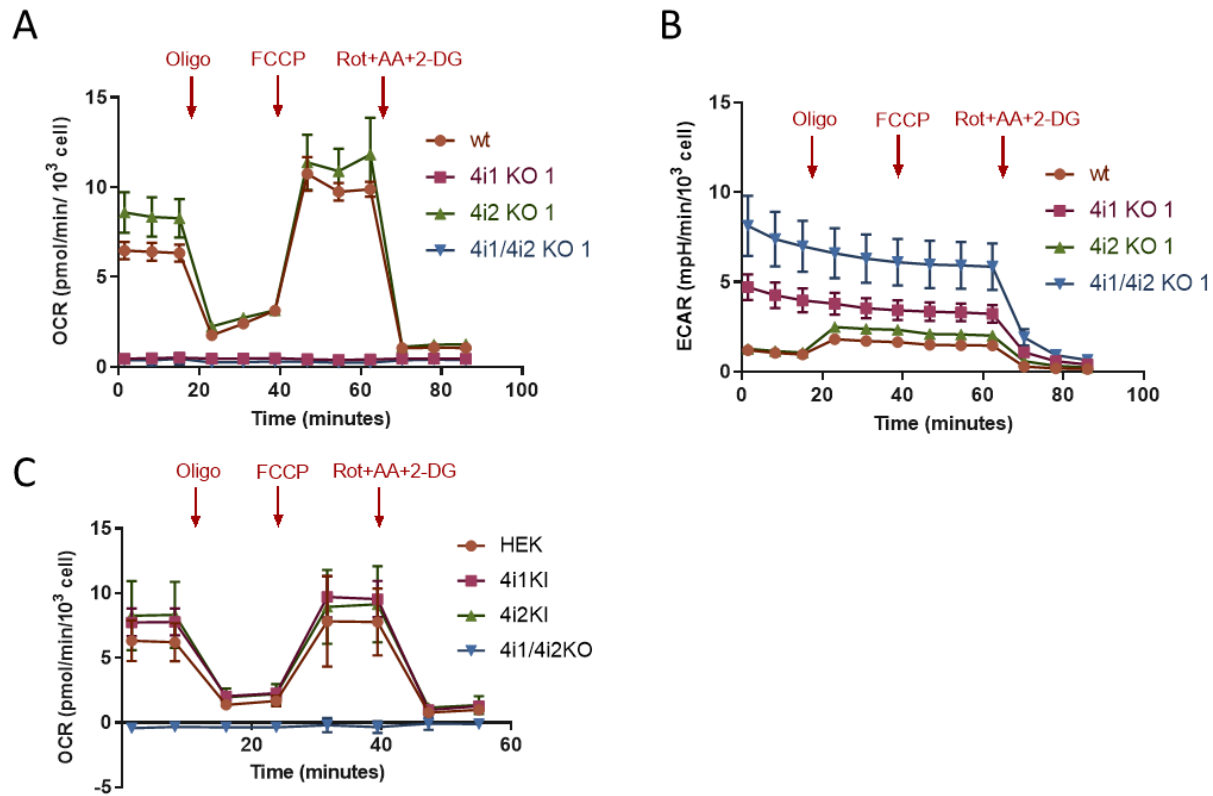 A
Oligo FCCP Rot+AA+2-DG
15
10
5
0
OCR (pmol/min/ 10³ cell)
0 20 40 60 80 100
Time (minutes)
wt
4i1 KO 1
4i2 KO 1
4i1/4i2 KO 1
B
Oligo FCCP Rot+AA+2-DG
15
10
5
0
ECAR (mpH/min/10³ cell)
0 20 40 60 80 100
Time (minutes)
wt
4i1 KO 1
4i2 KO 1
4i1/4i2 KO 1
C
Oligo FCCP Rot+AA+2-DG
15
10
5
0
-5
OCR (pmol/min/10³ cell)
20 40 60
Time (minutes)
HEK
4i1KI
4i2KI
4i1/4i2KO